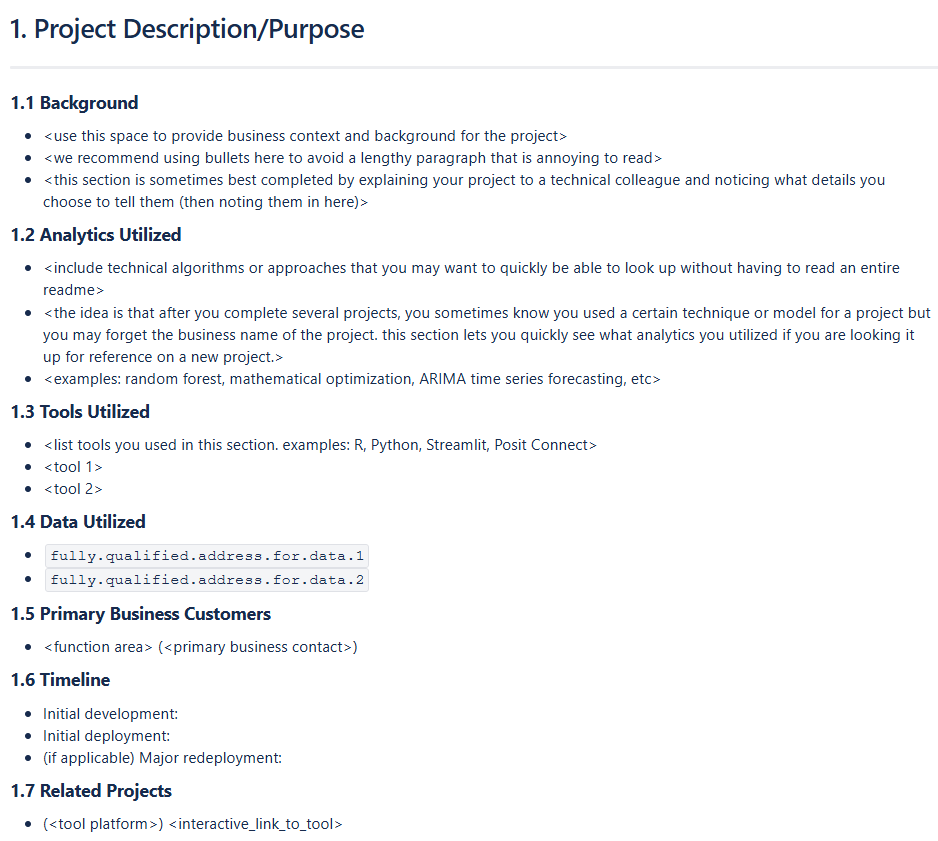 1. Project Description/Purpose
1.1 Background
• <use this space to provide business context and background for the project>
• <we recommend using bullets here to avoid a lengthy paragraph that is annoying to read>
• <this section is sometimes best completed by explaining your project to a technical colleague and noticing what details you
choose to tell them (then noting them in here)>
1.2 Analytics Utilized
• <include technical algorithms or approaches that you may want to quickly be able to look up without having to read an entire
readme>
• <the idea is that after you complete several projects, you sometimes know you used a certain technique or model for a project but
you may forget the business name of the project. this section lets you quickly see what analytics you utilized if you are looking it
up for reference on a new project.>
• <examples: random forest, mathematical optimization, ARIMA time series forecasting, etc>
1.3 Tools Utilized
• <list tools you used in this section. examples: R, Python, Streamlit, Posit Connect>
• <tool 1>
• <tool 2>
1.4 Data Utilized
• fully.qualified.address.for.data.1
• fully.qualified.address.for.data.2
1.5 Primary Business Customers
• <function area> (<primary business contact>)
1.6 Timeline
• Initial development:
• Initial deployment:
• (if applicable) Major redeployment:
1.7 Related Projects
• (<tool platform>) <interactive_link_to_tool>